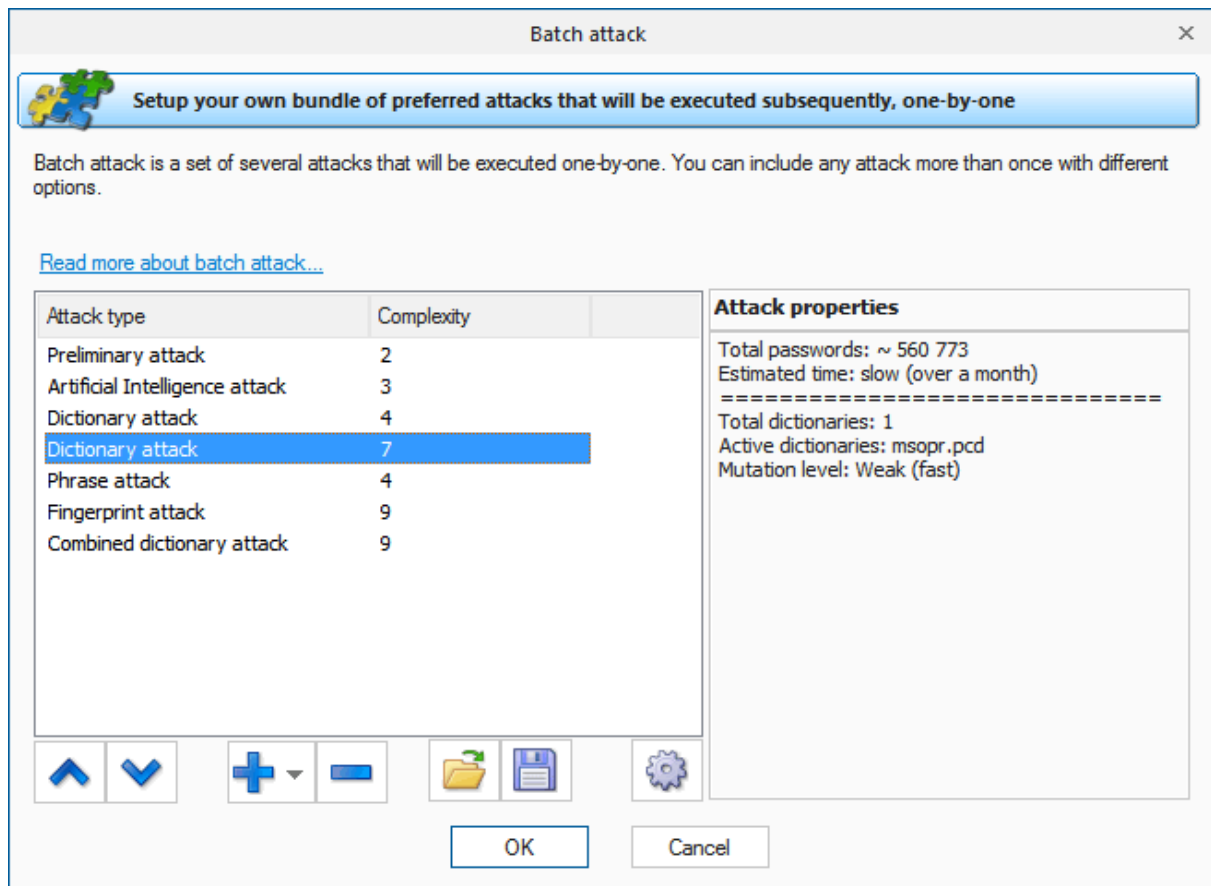 Batch attack
Setup your own bundle of preferred attacks that will be executed subsequently, one-by-one
Batch attack is a set of several attacks that will be executed one-by-one. You can include any attack more than once with different
options.
Read more about batch attack...
Attack type Complexity
Preliminary attack 2
Artificial Intelligence attack 3
Dictionary attack 4
Dictionary attack 7
Phrase attack 4
Fingerprint attack 9
Combined dictionary attack 9
Attack properties
Total passwords: ~ 560 773
Estimated time: slow (over a month)
==============================
Total dictionaries: 1
Active dictionaries: msopr.pcd
Mutation level: Weak (fast)
OK Cancel